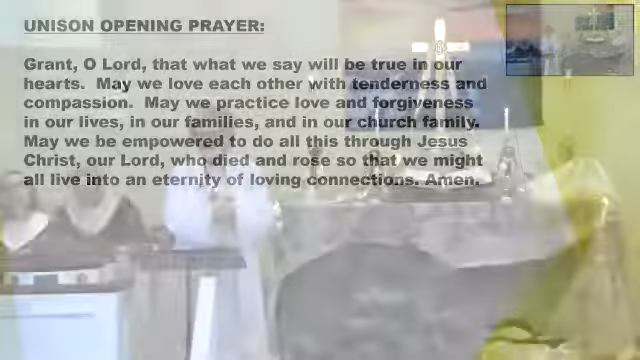 UNISON OPENING PRAYER:
Grant, O Lord, that what we say will be true in our
hearts.  May we love each other with tenderness and
compassion.  May we practice love and forgiveness
in our lives, in our families, and in our church family.
May we be empowered to do all this through Jesus
Christ, our Lord, who died and rose so that we might
all live into an eternity of loving connections. Amen.